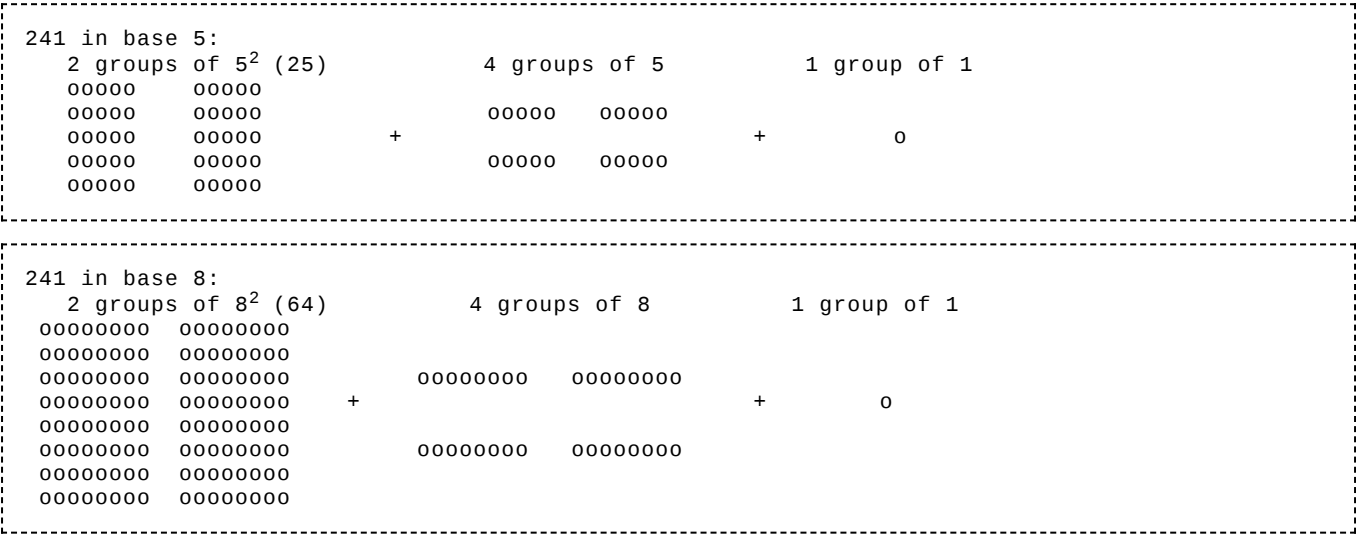 241 in base 5:
2 groups of 5² (25) 4 groups of 5 1 group of 1
ooooo ooooo
ooooo ooooo ooooo ooooo
ooooo ooooo + + o
ooooo ooooo ooooo ooooo
ooooo ooooo
241 in base 8:
2 groups of 8² (64) 4 groups of 8 1 group of 1
oooooooo oooooooo
oooooooo oooooooo
oooooooo oooooooo oooooooo oooooooo
oooooooo oooooooo + + o
oooooooo oooooooo
oooooooo oooooooo oooooooo oooooooo
oooooooo oooooooo
oooooooo oooooooo